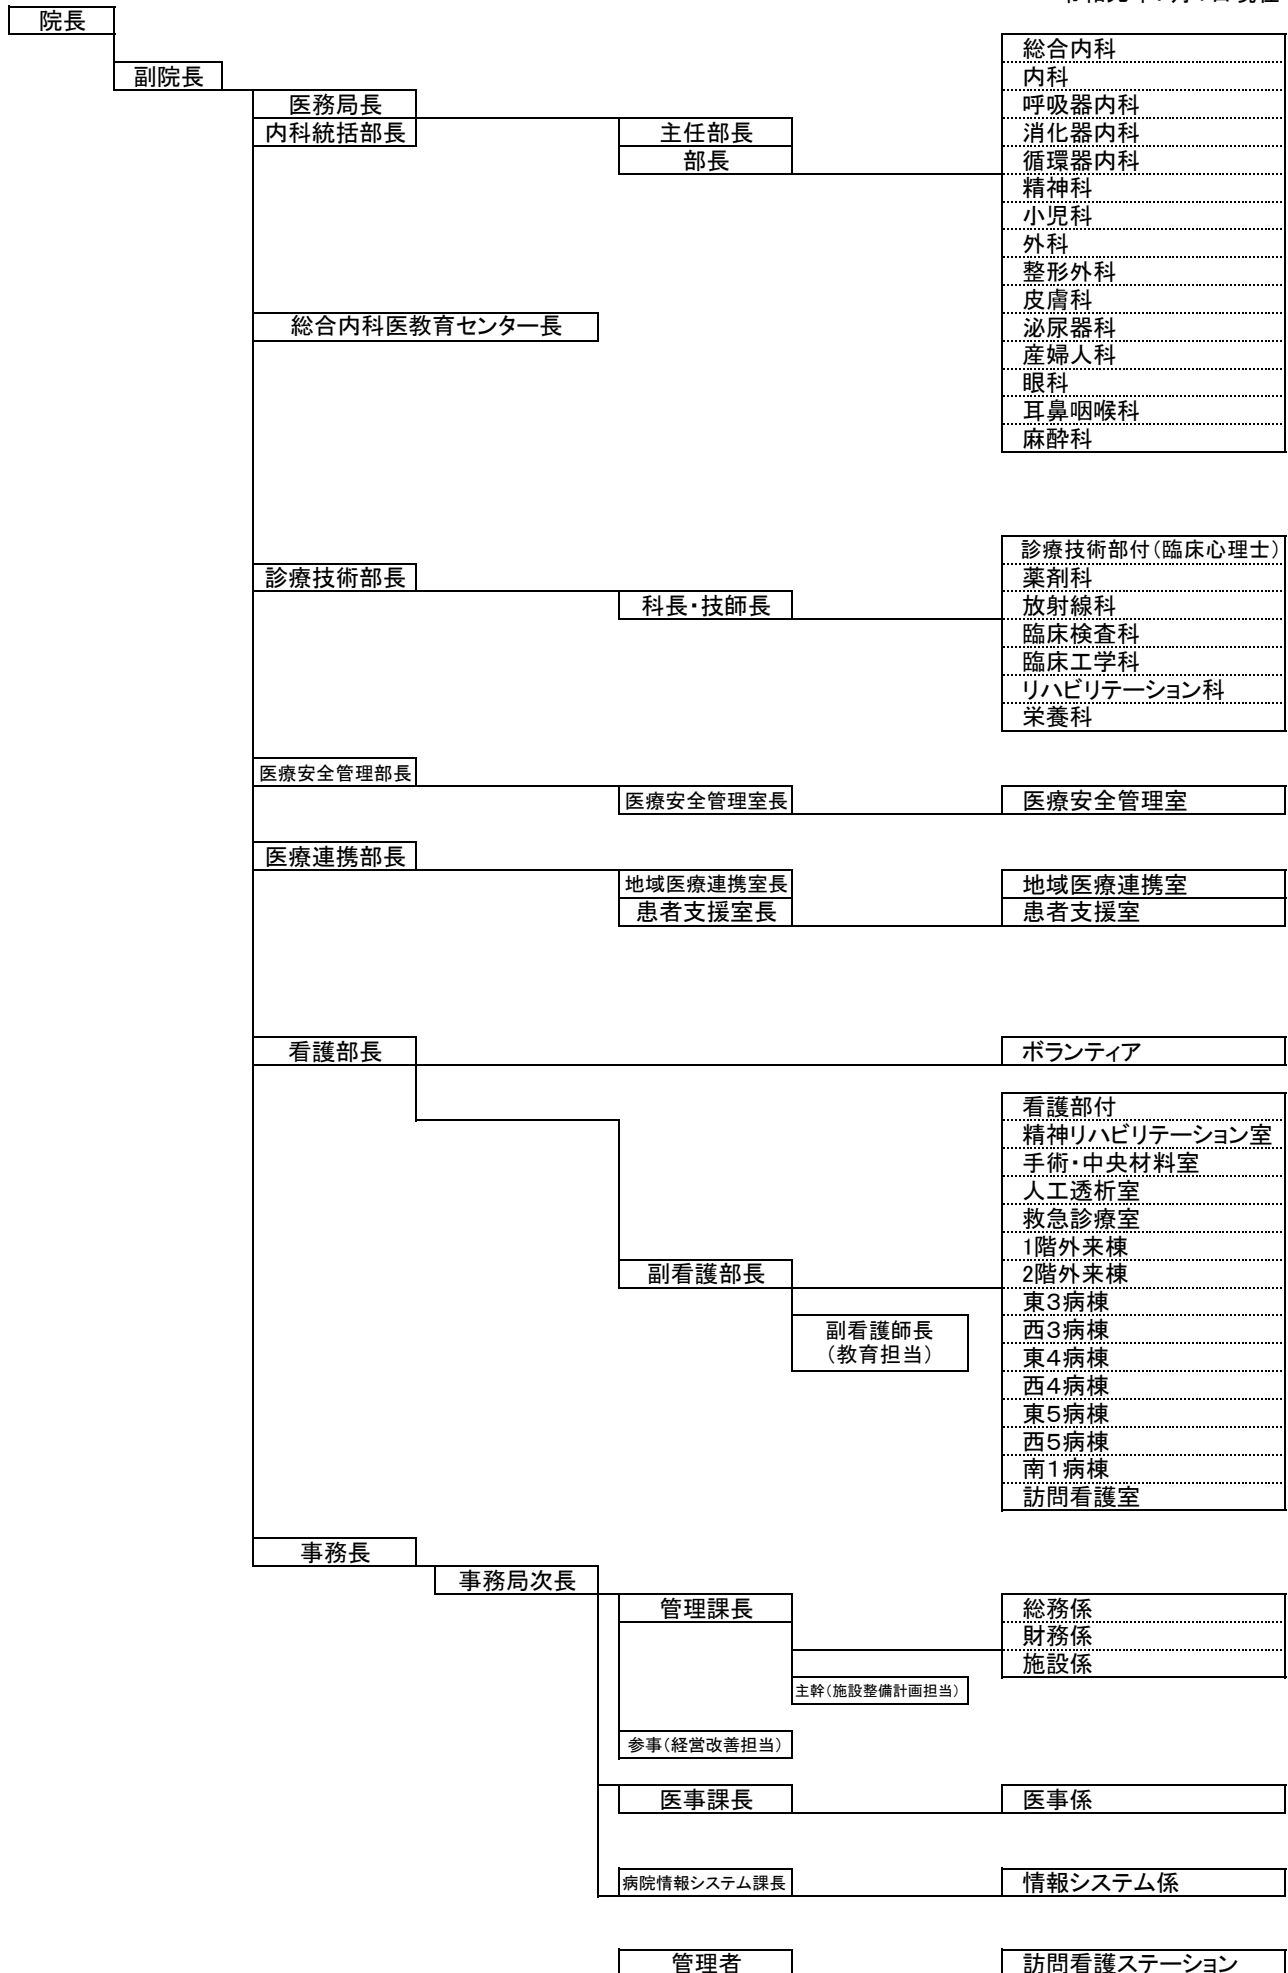 院長
副院長
医務局長
内科統括部長
主任部長
部長
総合内科
内科
呼吸器内科
消化器内科
循環器内科
精神科
小児科
外科
整形外科
皮膚科
泌尿器科
産婦人科
眼科
耳鼻咽喉科
麻酔科
総合内科医教育センター長
診療技術部長
科長・技師長
診療技術部付(臨床心理士)
薬剤科
放射線科
臨床検査科
臨床工学科
リハビリテーション科
栄養科
医療安全管理部長
医療安全管理室長
医療安全管理室
医療連携部長
地域医療連携室長
患者支援室長
地域医療連携室
患者支援室
看護部長
ボランティア
副看護部長
副看護師長
(教育担当)
看護部付
精神リハビリテーション室
手術・中央材料室
人工透析室
救急診療室
1階外来棟
2階外来棟
東3病棟
西3病棟
東4病棟
西4病棟
東5病棟
西5病棟
南1病棟
訪問看護室
事務長
事務局次長
管理課長
総務係
財務係
施設係
主幹(施設整備計画担当)
参事(経営改善担当)
医事課長
医事係
病院情報システム課長
情報システム係
管理者
訪問看護ステーション